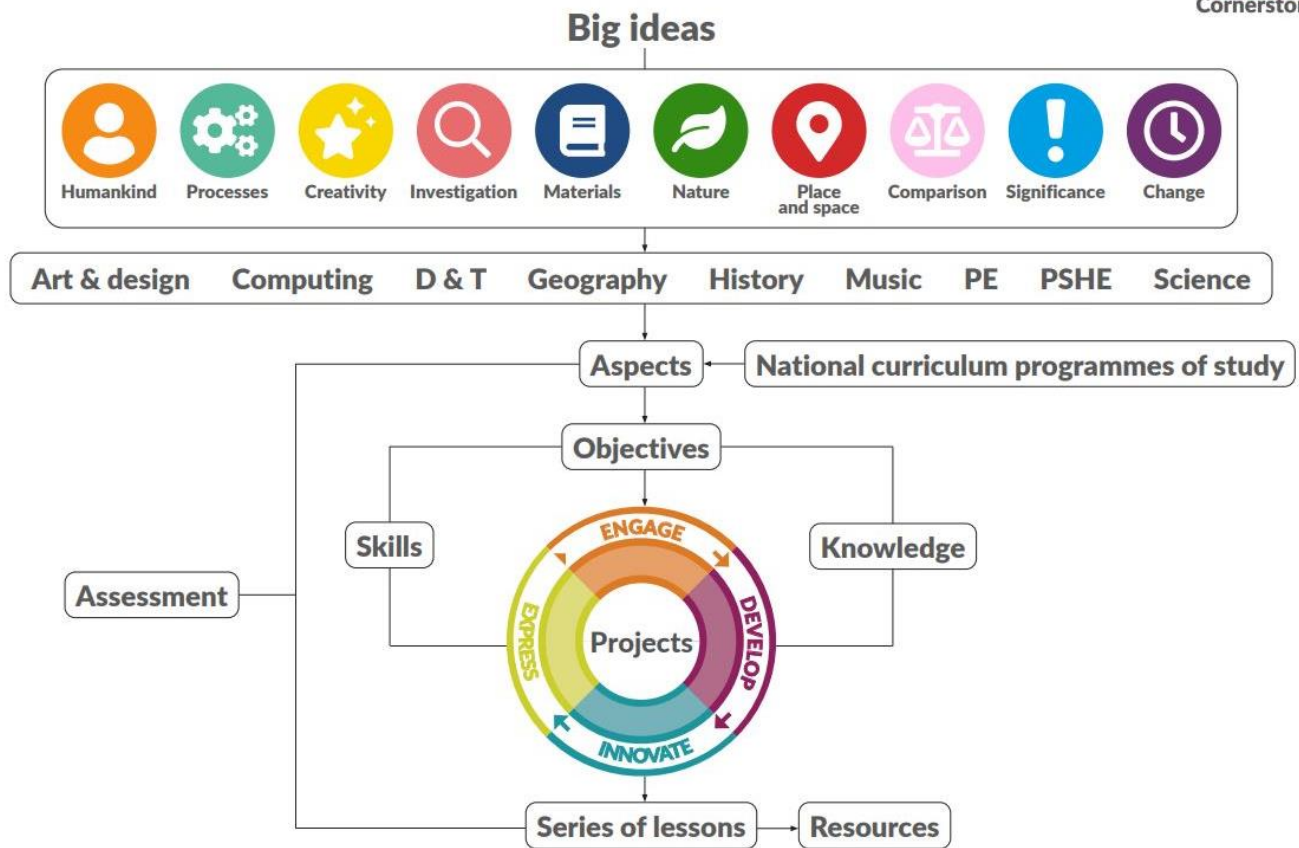 Big ideas
Humankind
Processes
Creativity
Investigation
Materials
Nature
Place
and space
Comparison
Significance
Change
Art & design Computing D & T Geography History Music PE PSHE Science
Aspects
National curriculum programmes of study
Objectives
Skills
Knowledge
Assessment
ENGAGE
DEVELOP
INNOVATE
EXPRESS
Projects
Series of lessons
Resources